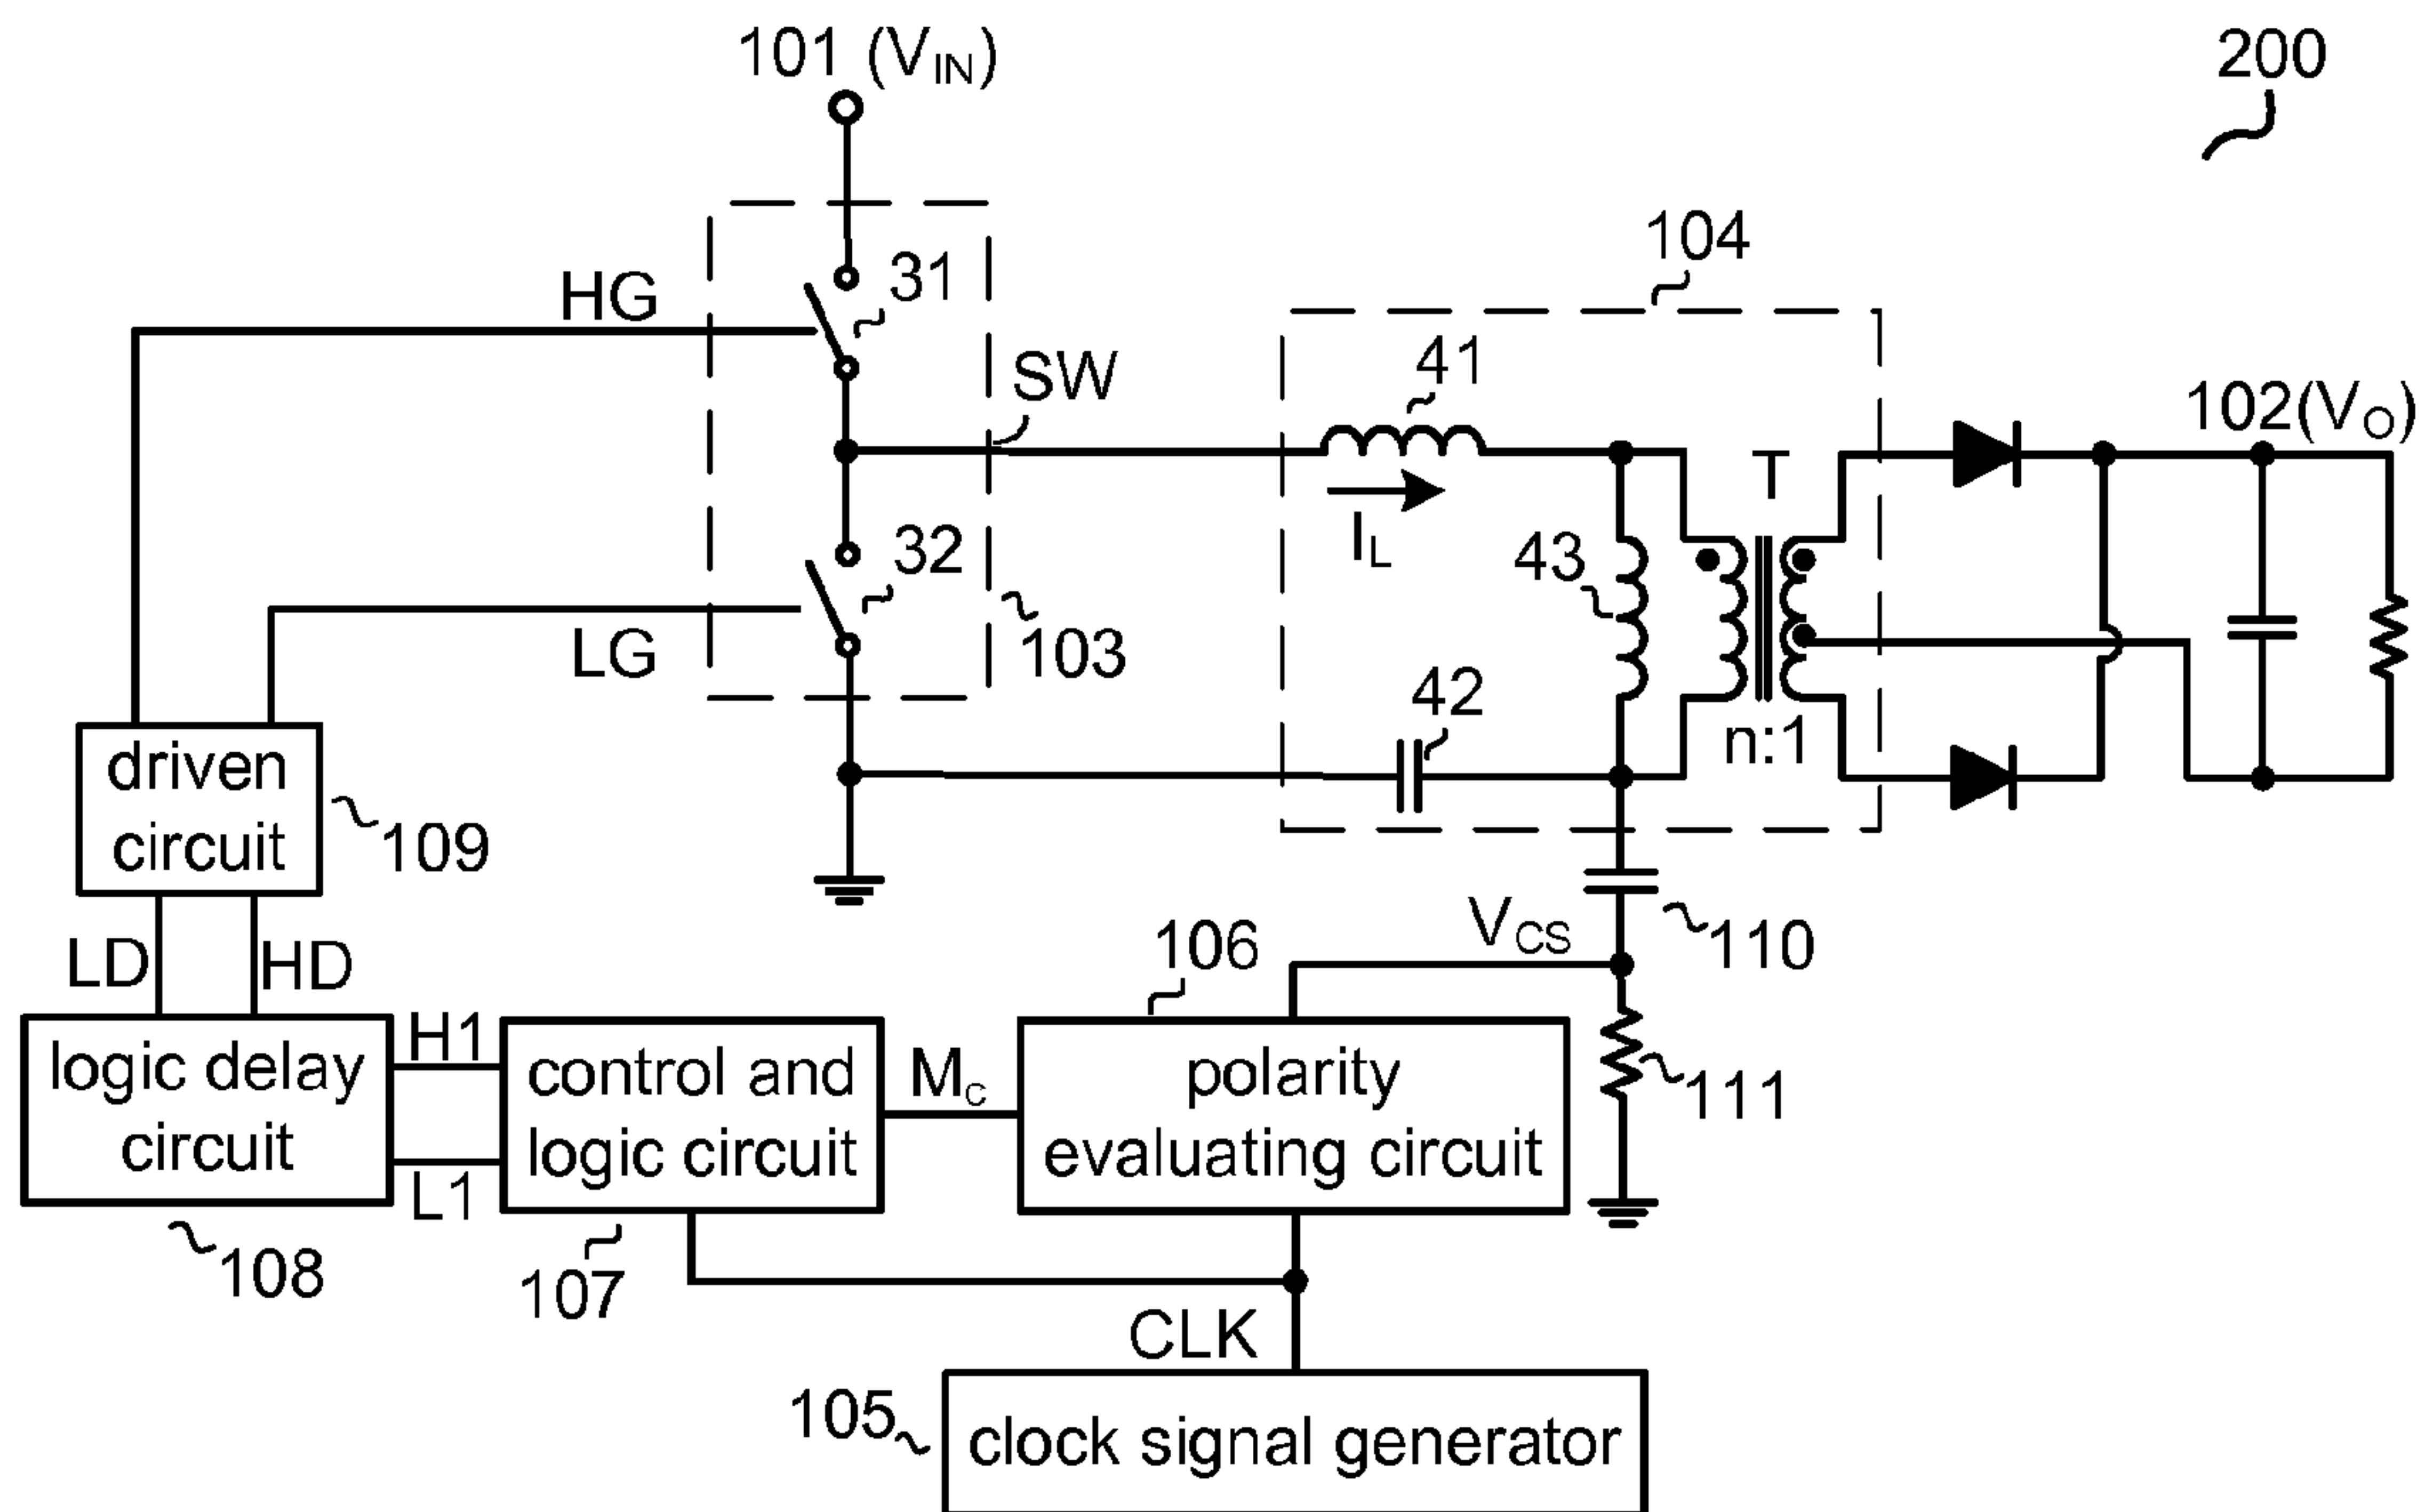 101 (VIN)
200
104
31
HG
41
SW
102(VO)
T
IL
32
43
LG
103
42
n:1
driven
circuit
109
VCS
110
106
LD
HD
H1
logic delay
circuit
control and
logic circuit
MC
polarity
evaluating circuit
111
L1
108
107
CLK
105
clock signal generator